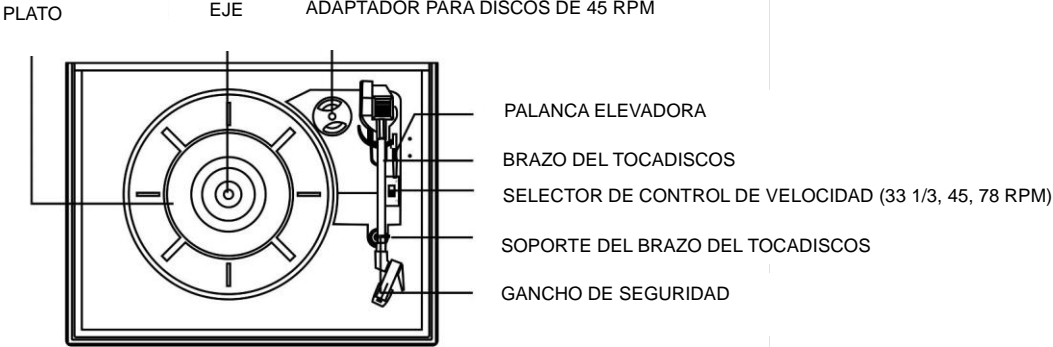 PLATO
EJE
ADAPTADOR PARA DISCOS DE 45 RPM
PALANCA ELEVADORA
BRAZO DEL TOCADISCOS
SELECTOR DE CONTROL DE VELOCIDAD (33 1/3, 45, 78 RPM)
SOPORTE DEL BRAZO DEL TOCADISCOS
GANCHO DE SEGURIDAD